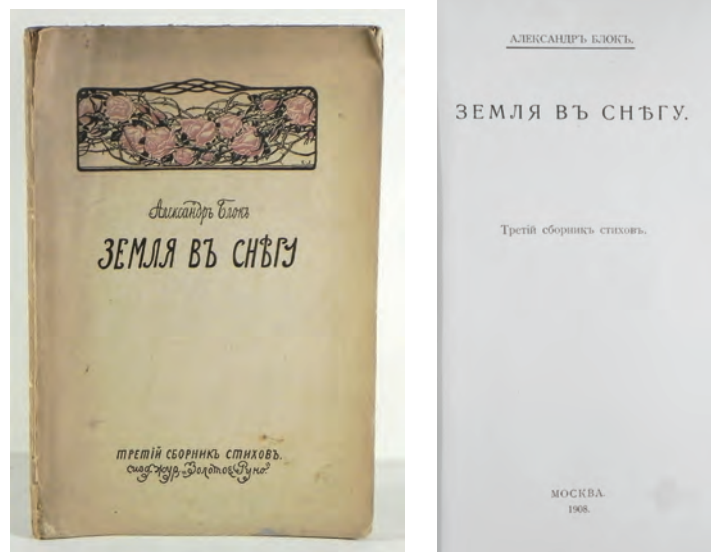 Александръ Блокъ
ЗЕМЛЯ ВЪ СНѢГУ
ТРЕТІЙ СБОРНИКЪ СТИХОВЪ.
жур. „Золотое Руно“
АЛЕКСАНДРЪ БЛОКЪ.
ЗЕМЛЯ ВЪ СНѢГУ.
Третій сборникъ стиховъ.
МОСКВА.
1908.